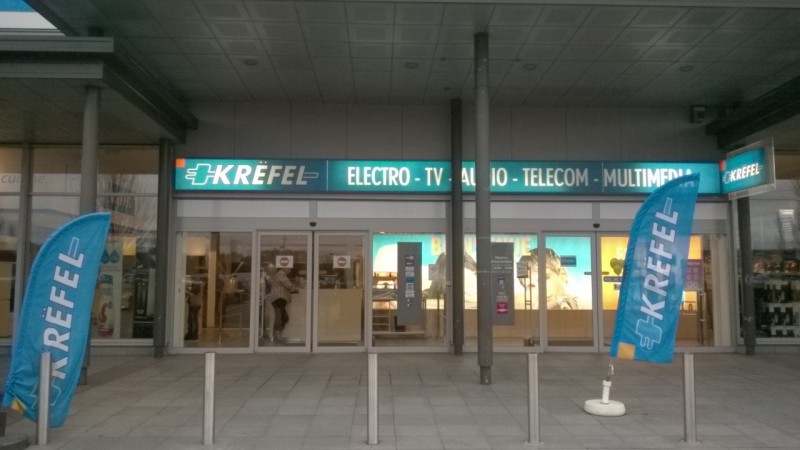 KRËFEL ELECTRO - TV - AUDIO - TELECOM - MULTIMEDIA
KRËFEL
KRËFEL
KRËFEL